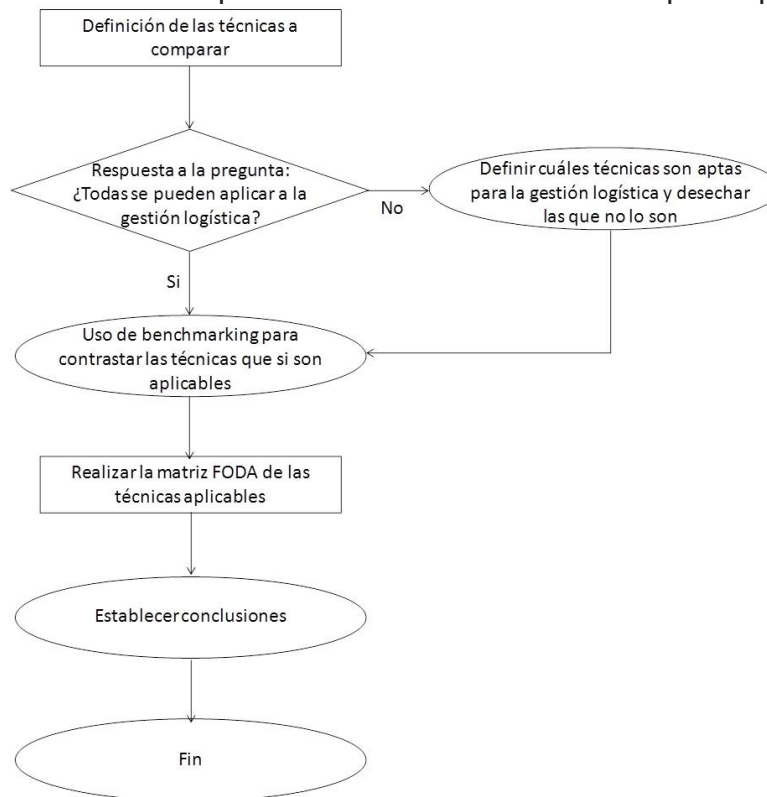 Definición de las técnicas a
comparar
Respuesta a la pregunta:
¿Todas se pueden aplicar a la
gestión logística?
No
Definir cuáles técnicas son aptas
para la gestión logística y desechar
las que no lo son
Si
Uso de benchmarking para
contrastar las técnicas que si son
aplicables
Realizar la matriz FODA de las
técnicas aplicables
Establecer conclusiones
Fin